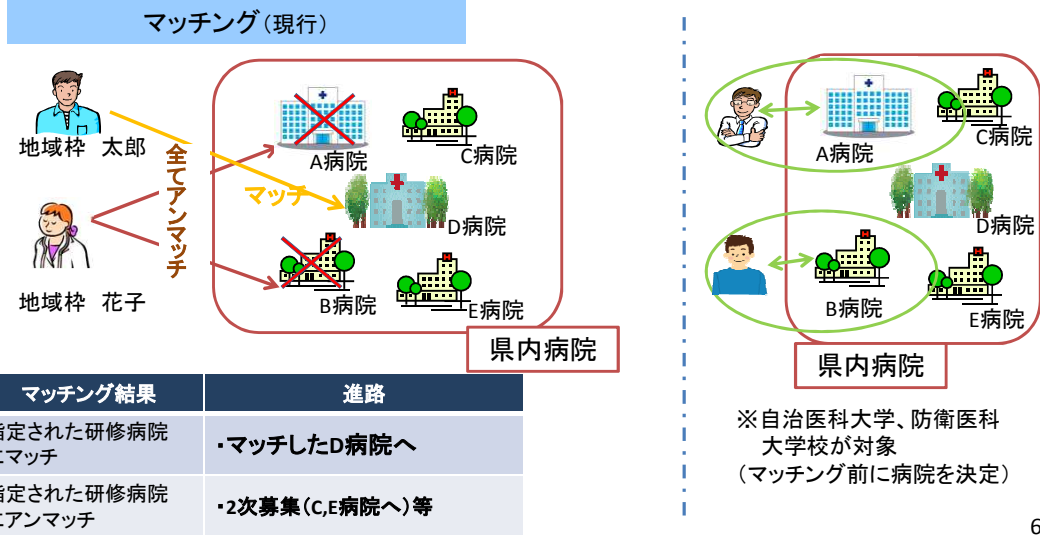 マッチング（現行）
地域枠　太郎
全てアンマッチ
マッチ
地域枠　花子
A病院
C病院
D病院
B病院
E病院
県内病院
マッチング結果
進路
指定された研修病院
にマッチ
・マッチしたD病院へ
指定された研修病院
にアンマッチ
・2次募集（C,E病院へ）等
A病院
C病院
D病院
B病院
E病院
県内病院
※自治医科大学、防衛医科
大学校が対象
（マッチング前に病院を決定）
6